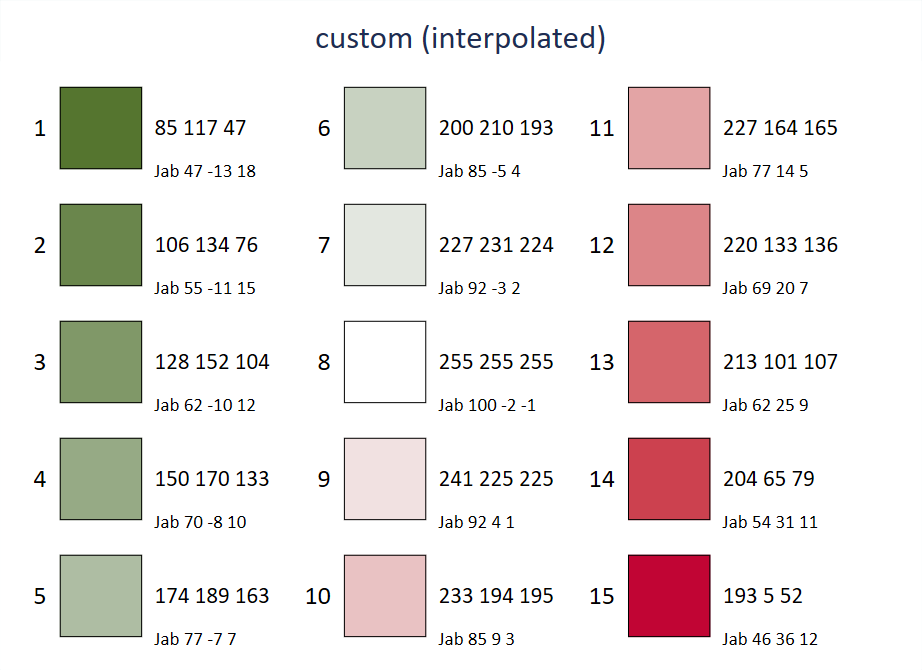 custom (interpolated)
1
85 117 47
Jab 47 -13 18
2
106 134 76
Jab 55 -11 15
3
128 152 104
Jab 62 -10 12
4
150 170 133
Jab 70 -8 10
5
174 189 163
Jab 77 -7 7
6
200 210 193
Jab 85 -5 4
7
227 231 224
Jab 92 -3 2
8
255 255 255
Jab 100 -2 -1
9
241 225 225
Jab 92 4 1
10
233 194 195
Jab 85 9 3
11
227 164 165
Jab 77 14 5
12
220 133 136
Jab 69 20 7
13
213 101 107
Jab 62 25 9
14
204 65 79
Jab 54 31 11
15
193 5 52
Jab 46 36 12